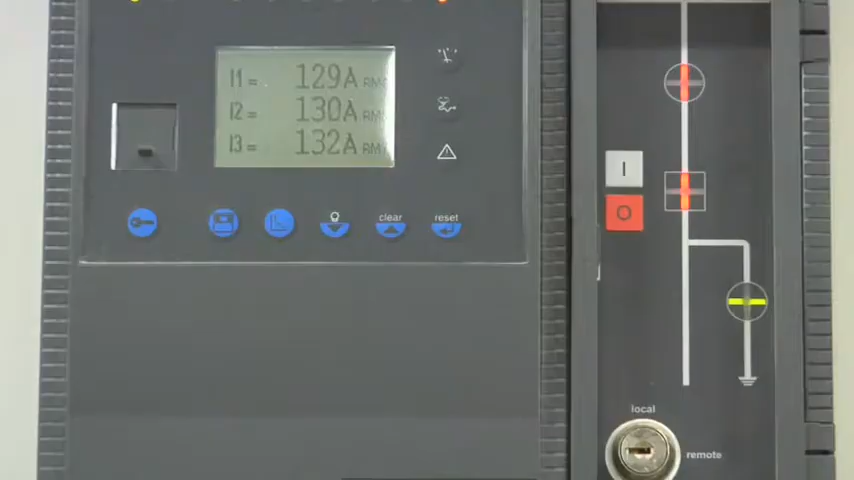 I1 = 129A RMS
I2 = 130A RMS
I3 = 132A RMS
I
O
clear
reset
local
remote